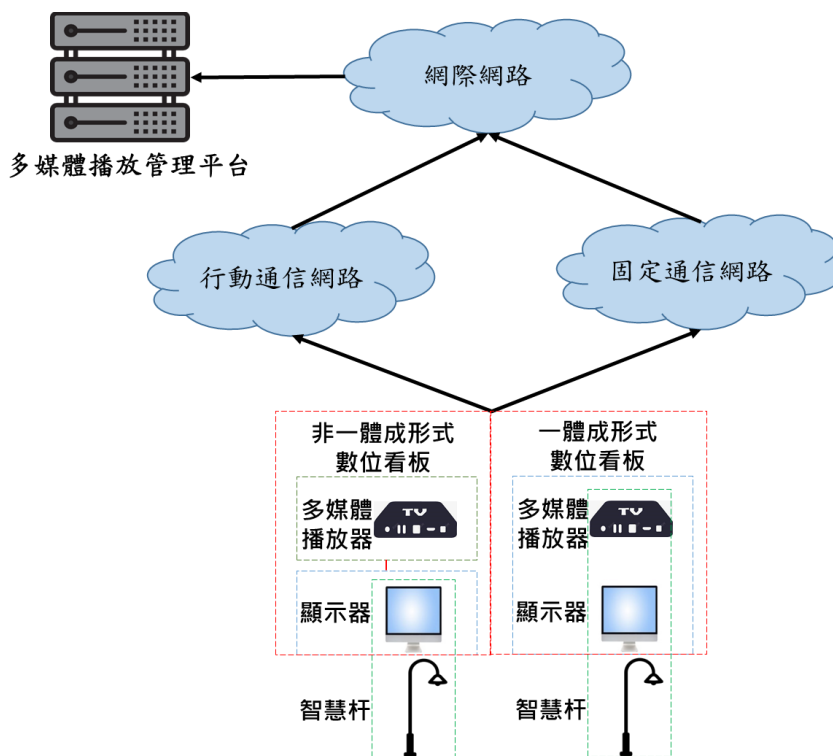 網際網路
多媒體播放管理平台
行動通信網路
固定通信網路
非一體成形式
數位看板
一體成形式
數位看板
多媒體
播放器
TV
多媒體
播放器
TV
顯示器
顯示器
智慧杆
智慧杆